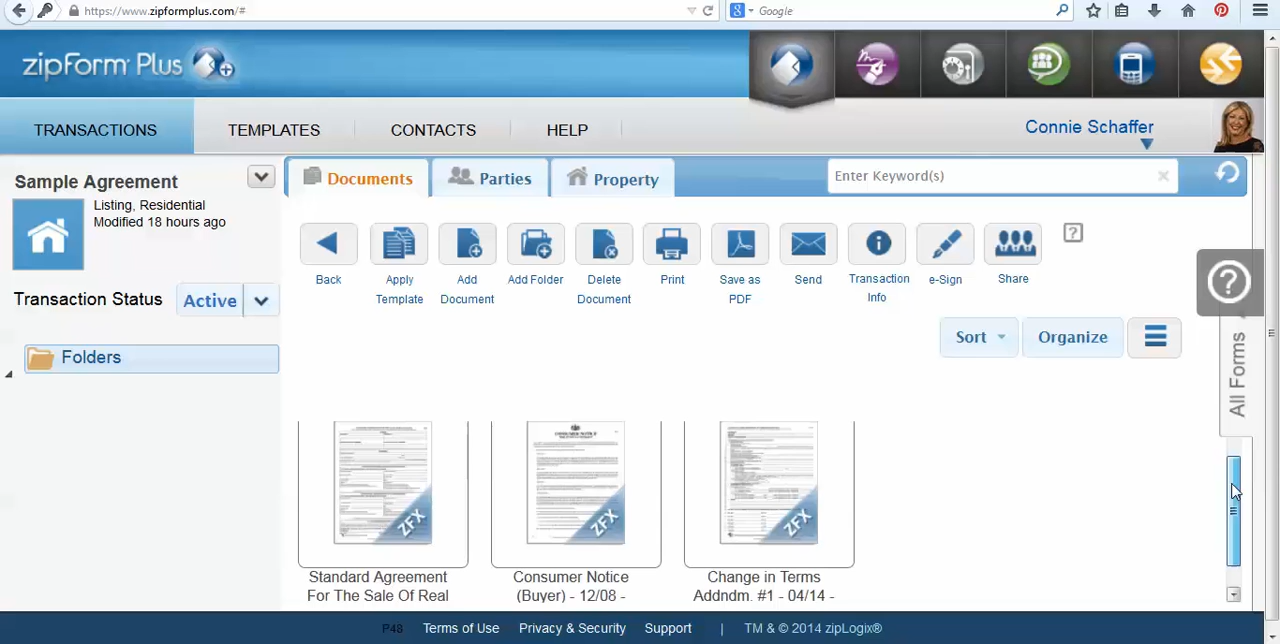 https://www.zipformplus.com/#
Google
zipForm Plus
TRANSACTIONS
TEMPLATES
CONTACTS
HELP
Connie Schaffer
Sample Agreement
Listing, Residential
Modified 18 hours ago
Transaction Status
Active
Folders
Documents
Parties
Property
Enter Keyword(s)
Back
Apply
Template
Add
Document
Add Folder
Delete
Document
Print
Save as
PDF
Send
Transaction
Info
e-Sign
Share
?
?
Sort
Organize
All Forms
CONSUMER NOTICE
ZFX
ZFX
ZFX
Standard Agreement
For The Sale Of Real
Consumer Notice
(Buyer) - 12/08 -
Change in Terms
Addndm. #1 - 04/14 -
P48
Terms of Use
Privacy & Security
Support
|
TM & © 2014 zipLogix®